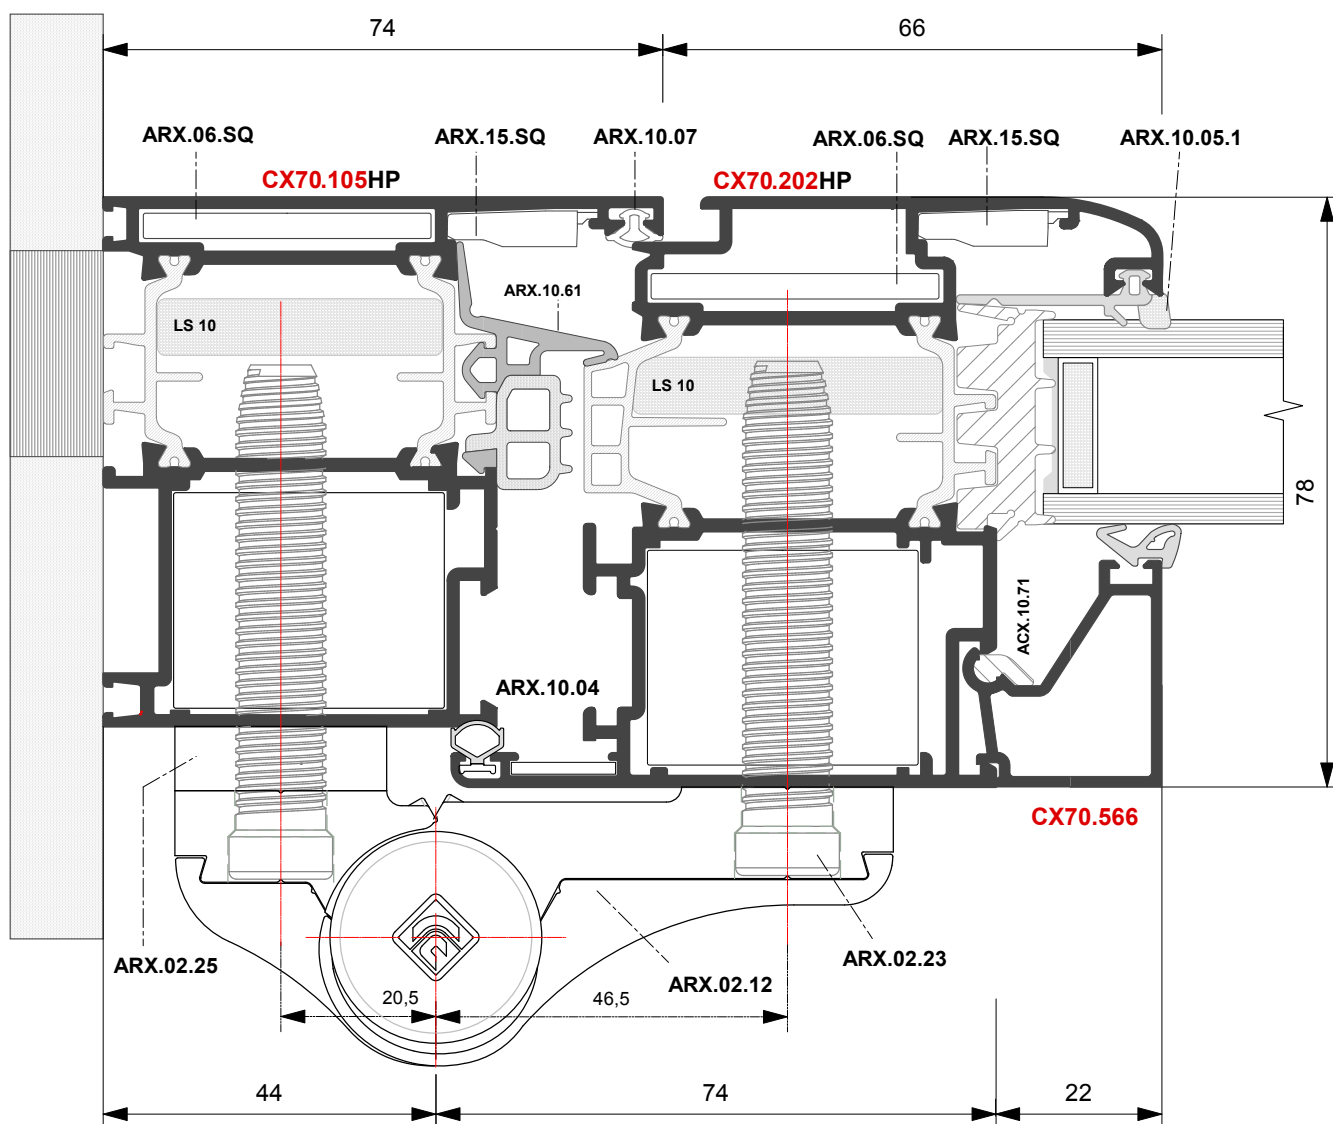 74
66
ARX.06.SQ
ARX.15.SQ
ARX.10.07
ARX.06.SQ
ARX.15.SQ
ARX.10.05.1
CX70.105HP
CX70.202HP
ARX.10.61
LS 10
LS 10
78
ACX.10.71
ARX.10.04
CX70.566
ARX.02.25
ARX.02.12
ARX.02.23
20,5
46,5
44
74
22